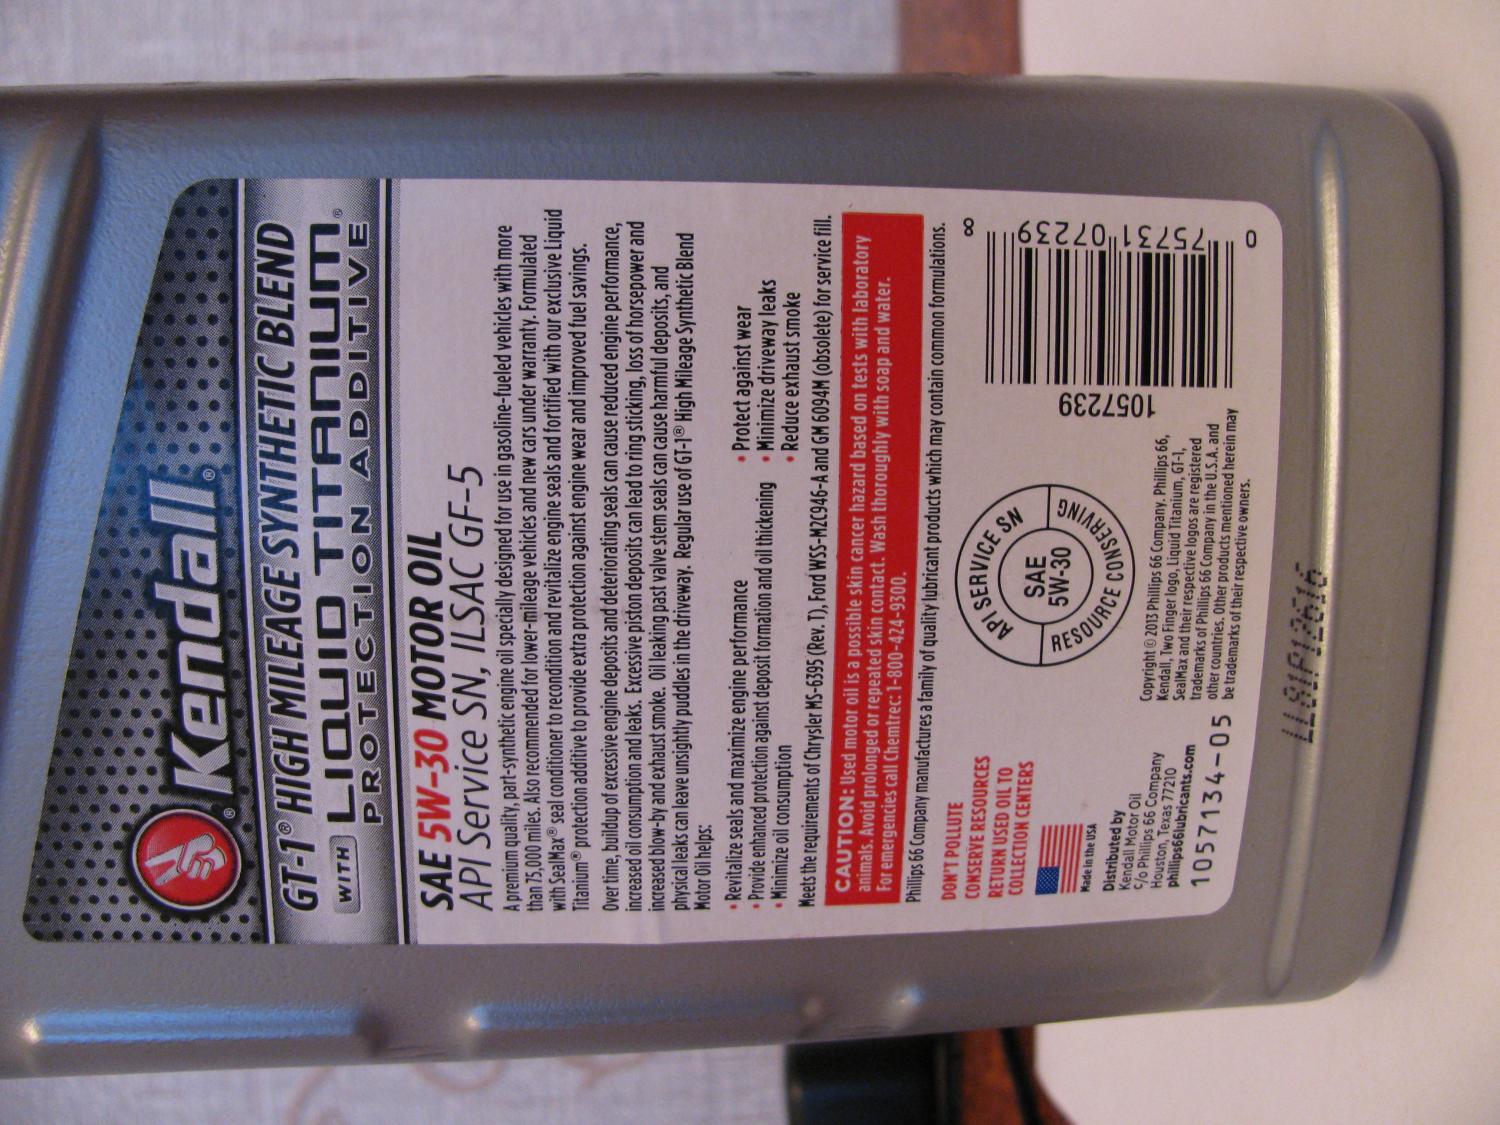 Kendall®
GT-1® HIGH MILEAGE SYNTHETIC BLEND
WITH LIQUID TITANIUM®
PROTECTION ADDITIVE
SAE 5W-30 MOTOR OIL
API Service SN, ILSAC GF-5
A premium quality, part-synthetic engine oil specially designed for use in gasoline-fueled vehicles with more
than 75,000 miles. Also recommended for lower-mileage vehicles and new cars under warranty. Formulated
with SealMax® seal conditioner to recondition and revitalize engine seals and fortified with our exclusive Liquid
Titanium® protection additive to provide extra protection against engine wear and improved fuel savings.
Over time, buildup of excessive engine deposits and deteriorating seals can cause reduced engine performance,
increased oil consumption and leaks. Excessive piston deposits can lead to ring sticking, loss of horsepower and
increased blow-by and exhaust smoke. Oil leaking past valve stem seals can cause harmful deposits, and
physical leaks can leave unsightly puddles in the driveway. Regular use of GT-1® High Mileage Synthetic Blend
Motor Oil helps:
• Revitalize seals and maximize engine performance
• Provide enhanced protection against deposit formation and oil thickening
• Minimize oil consumption
• Protect against wear
• Minimize driveway leaks
• Reduce exhaust smoke
Meets the requirements of Chrysler MS-6395 (Rev. T), Ford WSS-M2C946-A and GM 6094M (obsolete) for service fill.
CAUTION: Used motor oil is a possible skin cancer hazard based on tests with laboratory
animals. Avoid prolonged or repeated skin contact. Wash thoroughly with soap and water.
For emergencies call Chemtrec: 1-800-424-9300.
Phillips 66 Company manufactures a family of quality lubricant products which may contain common formulations.
DON'T POLLUTE
CONSERVE RESOURCES
RETURN USED OIL TO
COLLECTION CENTERS
Made in the USA
Distributed by
Kendall Motor Oil
c/o Phillips 66 Company
Houston, Texas 77210
phillips66lubricants.com
1057134-05
API SERVICE SN
SAE
5W-30
RESOURCE CONSERVING
Copyright © 2013 Phillips 66 Company. Phillips 66,
Kendall, Two Finger logo, Liquid Titanium, GT-1,
SealMax and their respective logos are registered
trademarks of Phillips 66 Company in the U.S.A. and
other countries. Other products mentioned herein may
be trademarks of their respective owners.
1057239
0 75731 07239 8